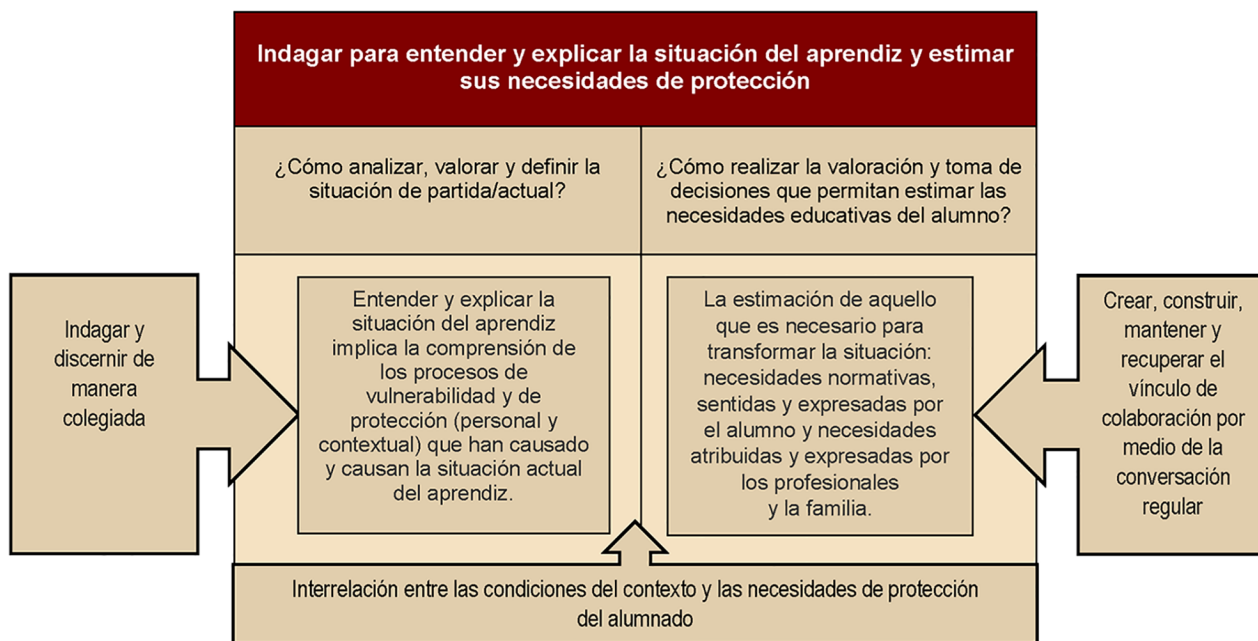 Indagar para entender y explicar la situación del aprendiz y estimar
sus necesidades de protección
¿Cómo analizar, valorar y definir la
situación de partida/actual?
¿Cómo realizar la valoración y toma de
decisiones que permitan estimar las
necesidades educativas del alumno?
Indagar y
discernir de
manera
colegiada
Entender y explicar la
situación del aprendiz
implica la comprensión de
los procesos de
vulnerabilidad y de
protección (personal y
contextual) que han causado
y causan la situación actual
del aprendiz.
La estimación de aquello
que es necesario para
transformar la situación:
necesidades normativas,
sentidas y expresadas por
el alumno y necesidades
atribuidas y expresadas por
los profesionales
y la familia.
Crear, construir,
mantener y
recuperar el
vínculo de
colaboración por
medio de la
conversación
regular
Interrelación entre las condiciones del contexto y las necesidades de protección
del alumnado